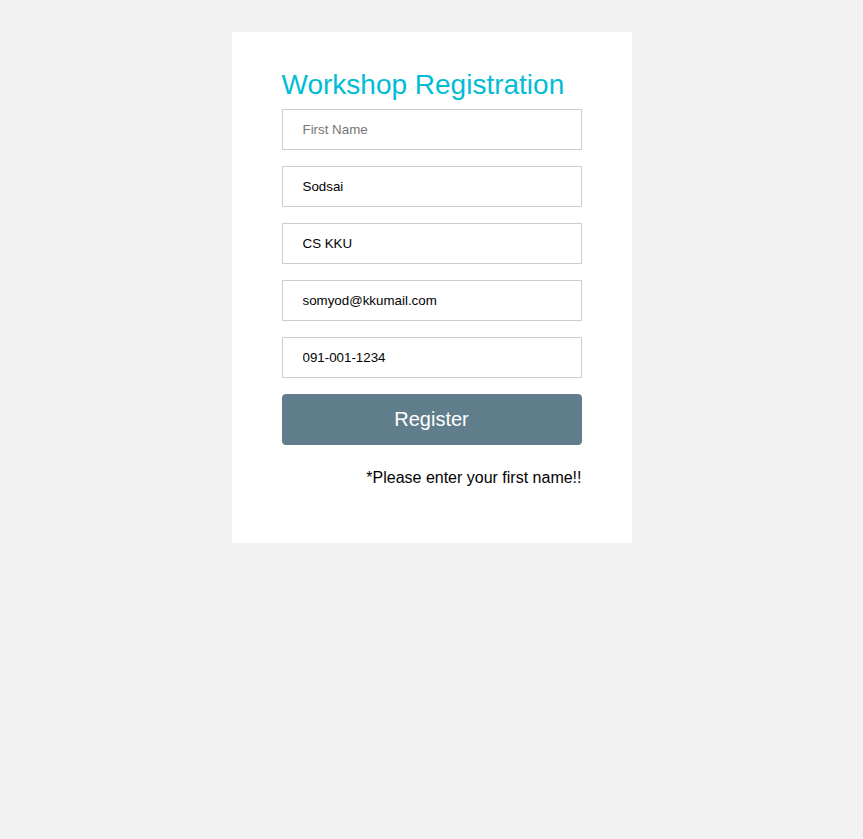 Workshop Registration
First Name
Sodsai
CS KKU
somyod@kkumail.com
091-001-1234
Register
*Please enter your first name!!